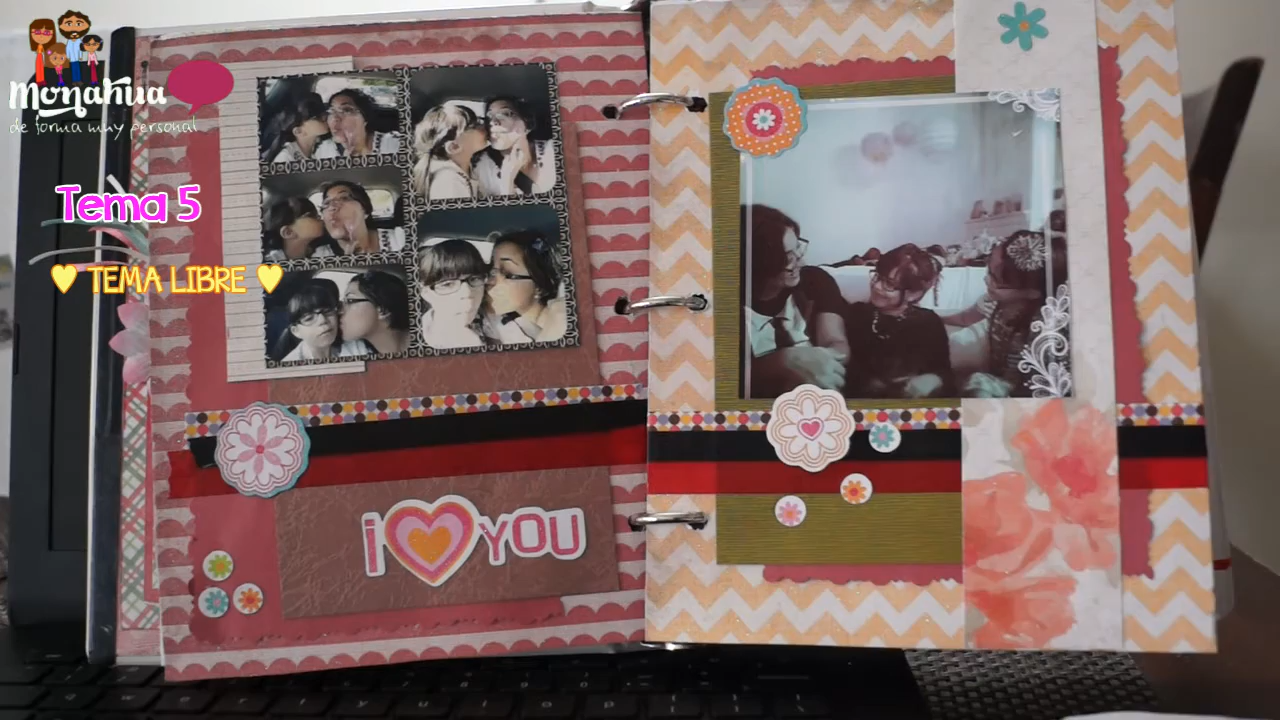 Monahua
de forma muy personal
Tema 5
♥ TEMA LIBRE ♥
i YOU